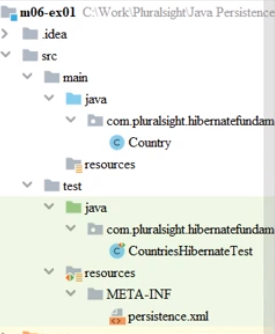 m06-ex01 C:\Work\Pluralsight\Java Persistence
.idea
src
main
java
com.pluralsight.hibernatefundam
Country
resources
test
java
com.pluralsight.hibernatefundam
CountriesHibernateTest
resources
META-INF
persistence.xml